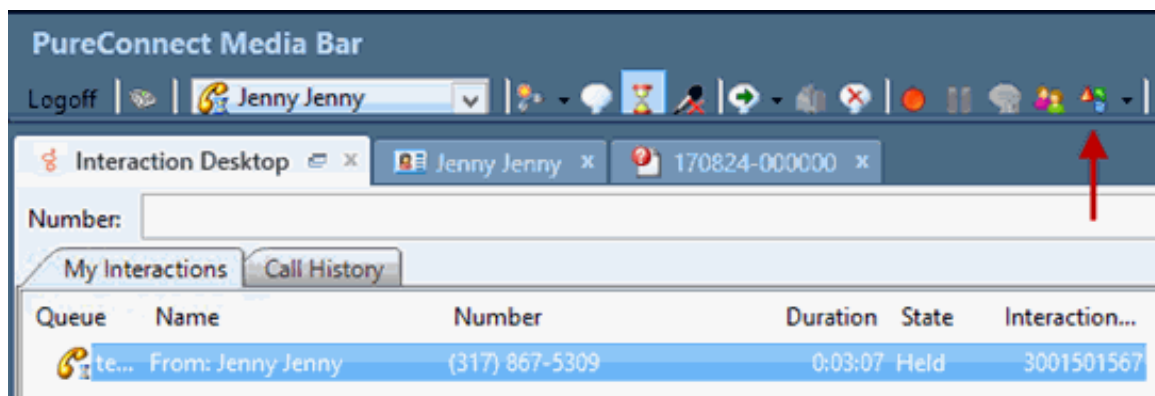 PureConnect Media Bar
Logoff Jenny Jenny
Interaction Desktop Jenny Jenny 170824-000000
Number:
My Interactions Call History
Queue Name Number Duration State Interaction...
te... From: Jenny Jenny (317) 867-5309 0:03:07 Held 3001501567